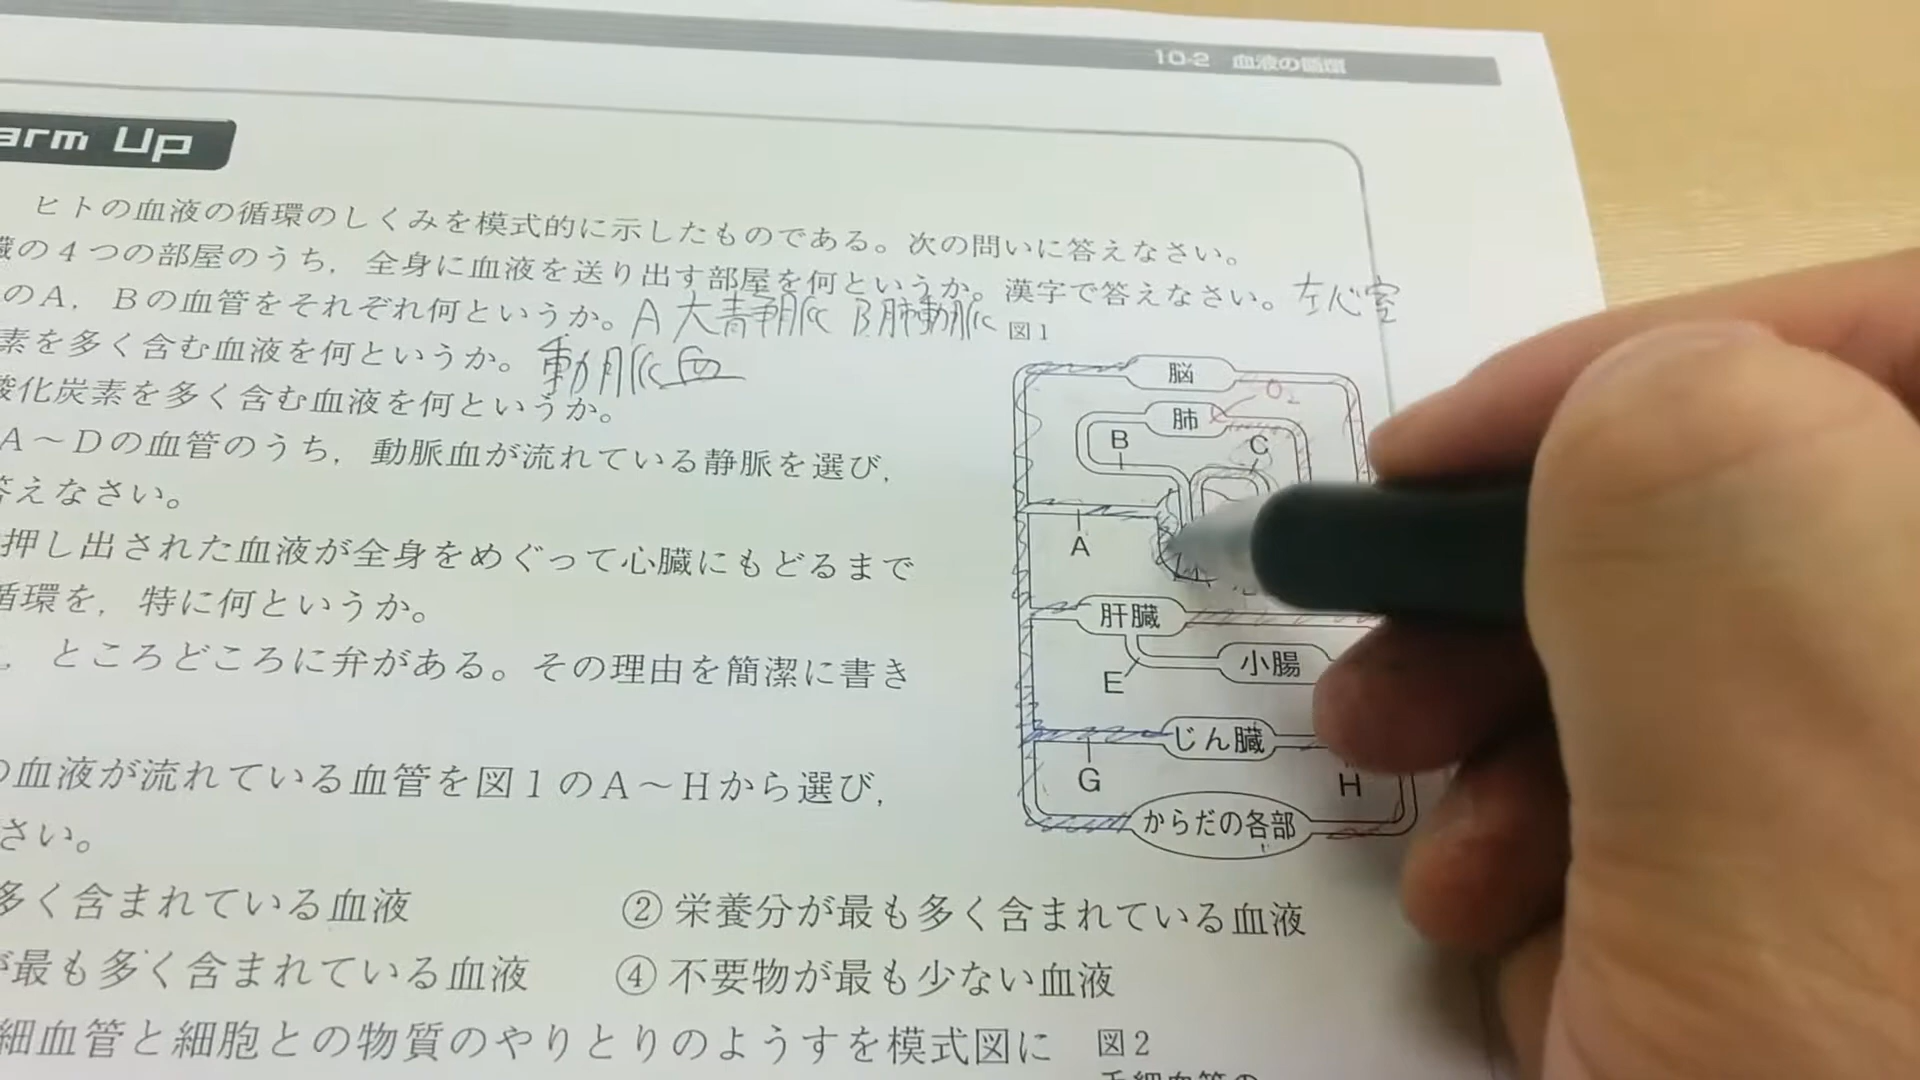 10-2 血液の循環
arm Up
ヒトの血液の循環のしくみを模式的に示したものである。次の問いに答えなさい。
臓の4つの部屋のうち，全身に血液を送り出す部屋を何というか。漢字で答えなさい。左心室
のA，Bの血管をそれぞれ何というか。A大静脈 B肺動脈
素を多く含む血液を何というか。動脈血
酸化炭素を多く含む血液を何というか。
A～Dの血管のうち，動脈血が流れている静脈を選び，
答えなさい。
押し出された血液が全身をめぐって心臓にもどるまで
循環を，特に何というか。
，ところどころに弁がある。その理由を簡潔に書き
の血液が流れている血管を図1のA～Hから選び，
さい。
多く含まれている血液
②栄養分が最も多く含まれている血液
が最も多く含まれている血液
④不要物が最も少ない血液
細血管と細胞との物質のやりとりのようすを模式図に
図1
脳
O₂
肺
B
C
A
肝臓
小腸
E
じん臓
G
H
からだの各部
図2
毛細血管の